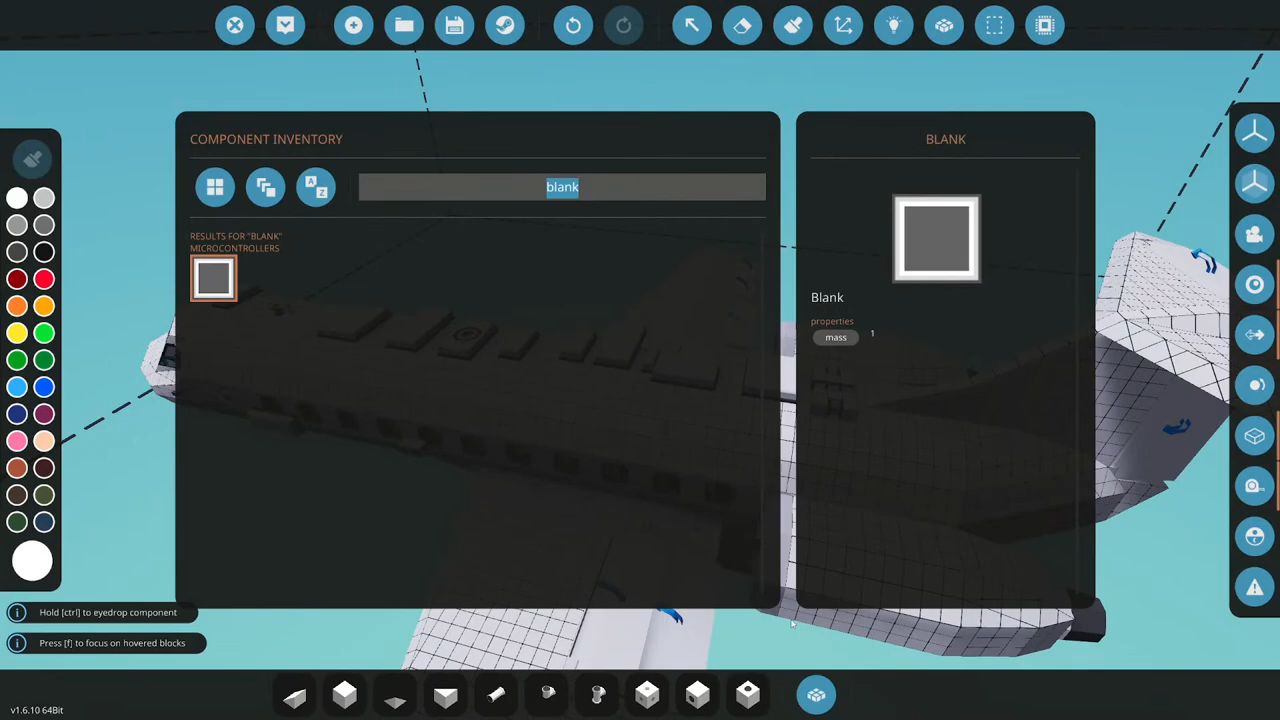 COMPONENT INVENTORY
A
Z
blank
RESULTS FOR "BLANK"
MICROCONTROLLERS
BLANK
Blank
properties
mass 1
Hold [ctrl] to eyedrop component
Press [f] to focus on hovered blocks
v1.6.10 64Bit